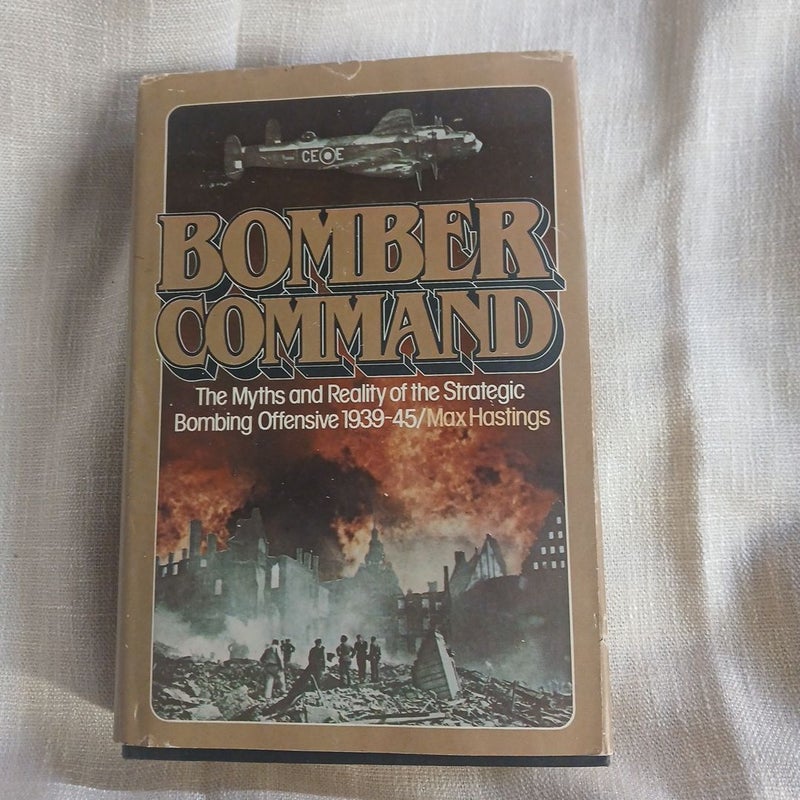 CE E
BOMBER
COMMAND
The Myths and Reality of the Strategic
Bombing Offensive 1939-45/Max Hastings